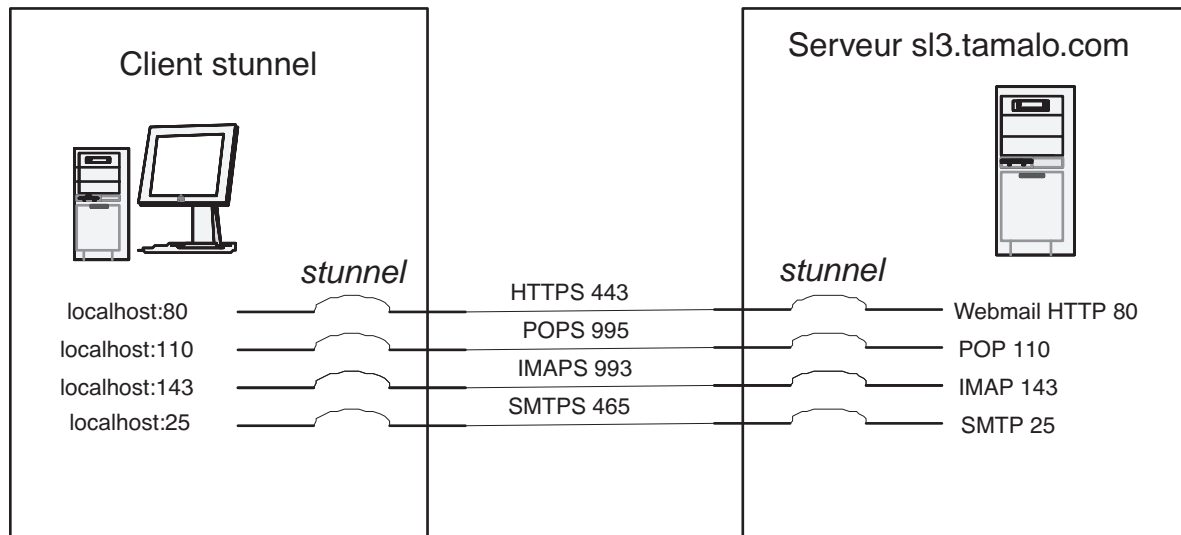 Client stunnel
Serveur sl3.tamalo.com
stunnel
stunnel
localhost:80
HTTPS 443
Webmail HTTP 80
localhost:110
POPS 995
POP 110
localhost:143
IMAPS 993
IMAP 143
localhost:25
SMTPS 465
SMTP 25